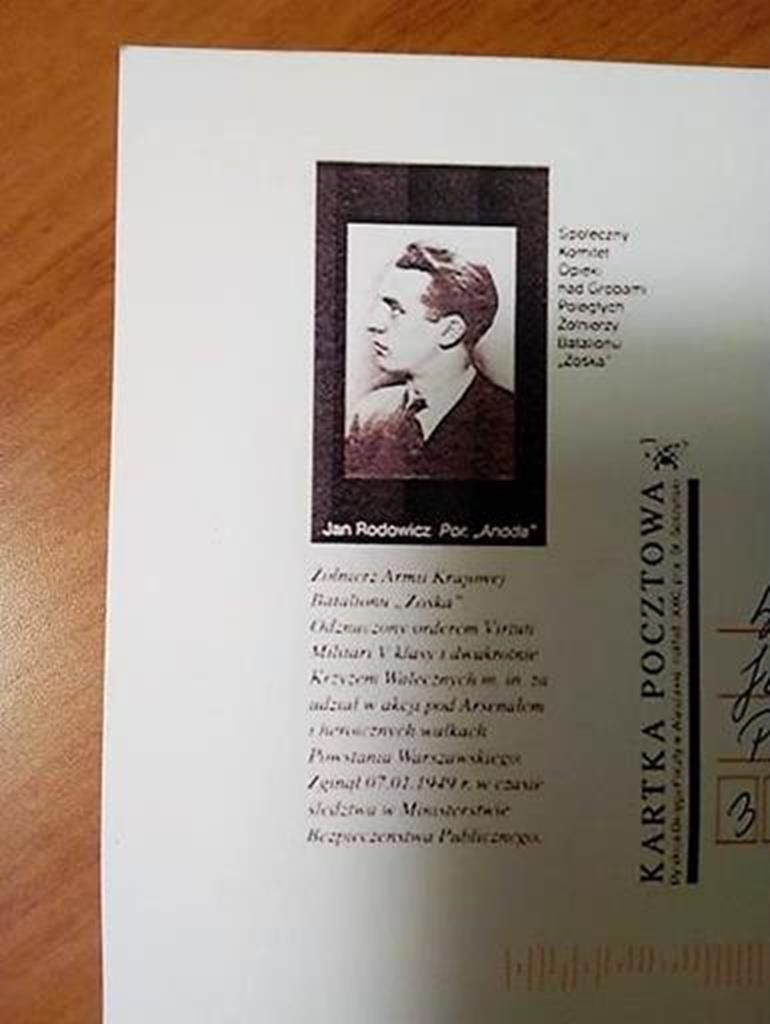 Społeczny
Komitet
Opieki
nad Grobami
Poległych
Żołnierzy
Batalionu
„Zośka"
Jan Rodowicz Por. „Anoda"
Żołnierz Armii Krajowej
Batalionu „Zośka"
Odznaczony orderem Virtuti
Militari V klasy i dwukrotnie
Krzyżem Walecznych m. in. za
udział w akcji pod Arsenałem
i heroicznych walkach
Powstania Warszawskiego.
Zginął 07.01.1949 r. w czasie
śledztwa w Ministerstwie
Bezpieczeństwa Publicznego.
KARTKA POCZTOWA
3